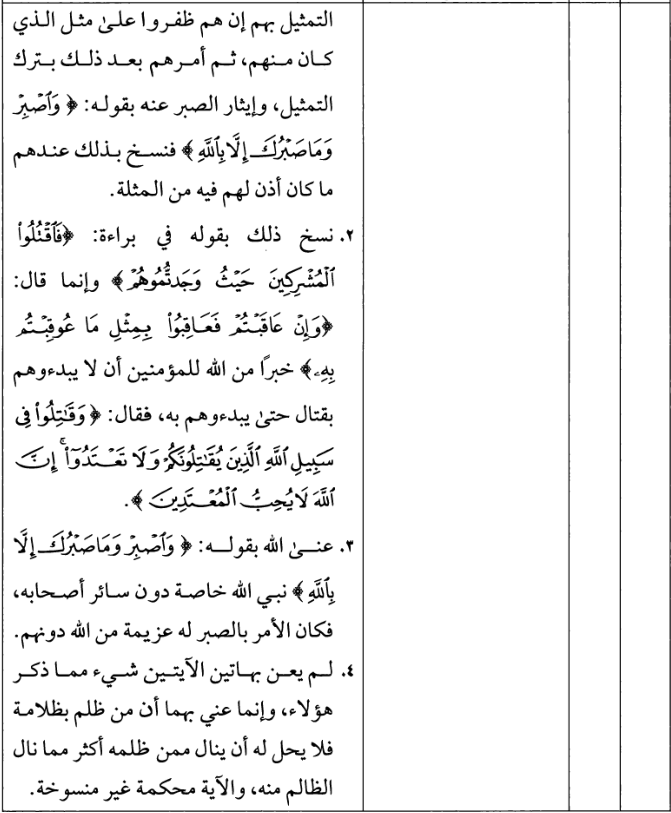 التمثيل بهم إن هم ظفروا علىٰ مثل الذي
كان منهم، ثم أمرهم بعد ذلك بترك
التمثيل، وإيثار الصبر عنه بقوله: ﴿ وَٱصۡبِرۡ
وَمَا صَبۡرُكَ إِلَّا بِٱللَّهِ ﴾ فنسخ بذلك عندهم
ما كان أذن لهم فيه من المثلة.
٢. نسخ ذلك بقوله في براءة: ﴿فَٱقۡتُلُواْ
ٱلۡمُشۡرِكِينَ حَيۡثُ وَجَدتُّمُوهُمۡ﴾ وإنما قال:
﴿وَإِنۡ عَاقَبۡتُمۡ فَعَاقِبُواْ بِمِثۡلِ مَا عُوقِبۡتُم
بِهِۦ﴾ خبرًا من الله للمؤمنين أن لا يبدءوهم
بقتال حتىٰ يبدءوهم به، فقال: ﴿ وَقَٰتِلُواْ فِي
سَبِيلِ ٱللَّهِ ٱلَّذِينَ يُقَٰتِلُونَكُمۡ وَلَا تَعۡتَدُوٓاْۚ إِنَّ
ٱللَّهَ لَا يُحِبُّ ٱلۡمُعۡتَدِينَ ﴾.
٣. عنىٰ الله بقوله: ﴿ وَٱصۡبِرۡ وَمَا صَبۡرُكَ إِلَّا
بِٱللَّهِ ﴾ نبي الله خاصة دون سائر أصحابه،
فكان الأمر بالصبر له عزيمة من الله دونهم.
٤. لم يعن بهاتين الآيتين شيء مما ذكر
هؤلاء، وإنما عني بهما أن من ظلم بظلامة
فلا يحل له أن ينال ممن ظلمه أكثر مما نال
الظالم منه، والآية محكمة غير منسوخة.